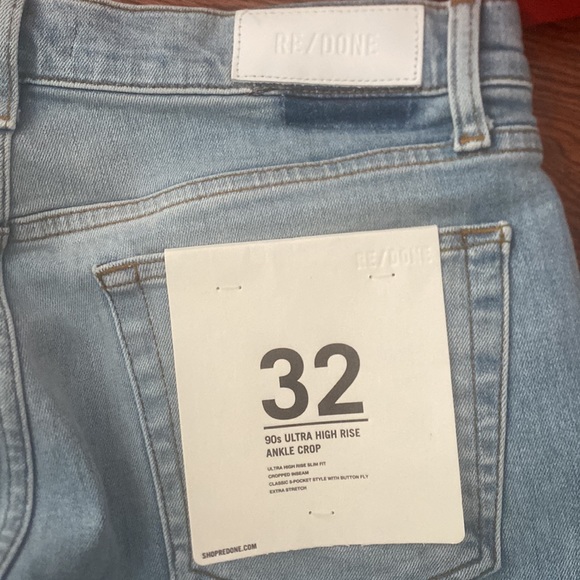 RE/DONE
RE/DONE
32
90s ULTRA HIGH RISE
ANKLE CROP
ULTRA HIGH RISE SLIM FIT
CROPPED INSEAM
CLASSIC 5-POCKET STYLE WITH BUTTON FLY
EXTRA STRETCH
SHOPREDONE.COM